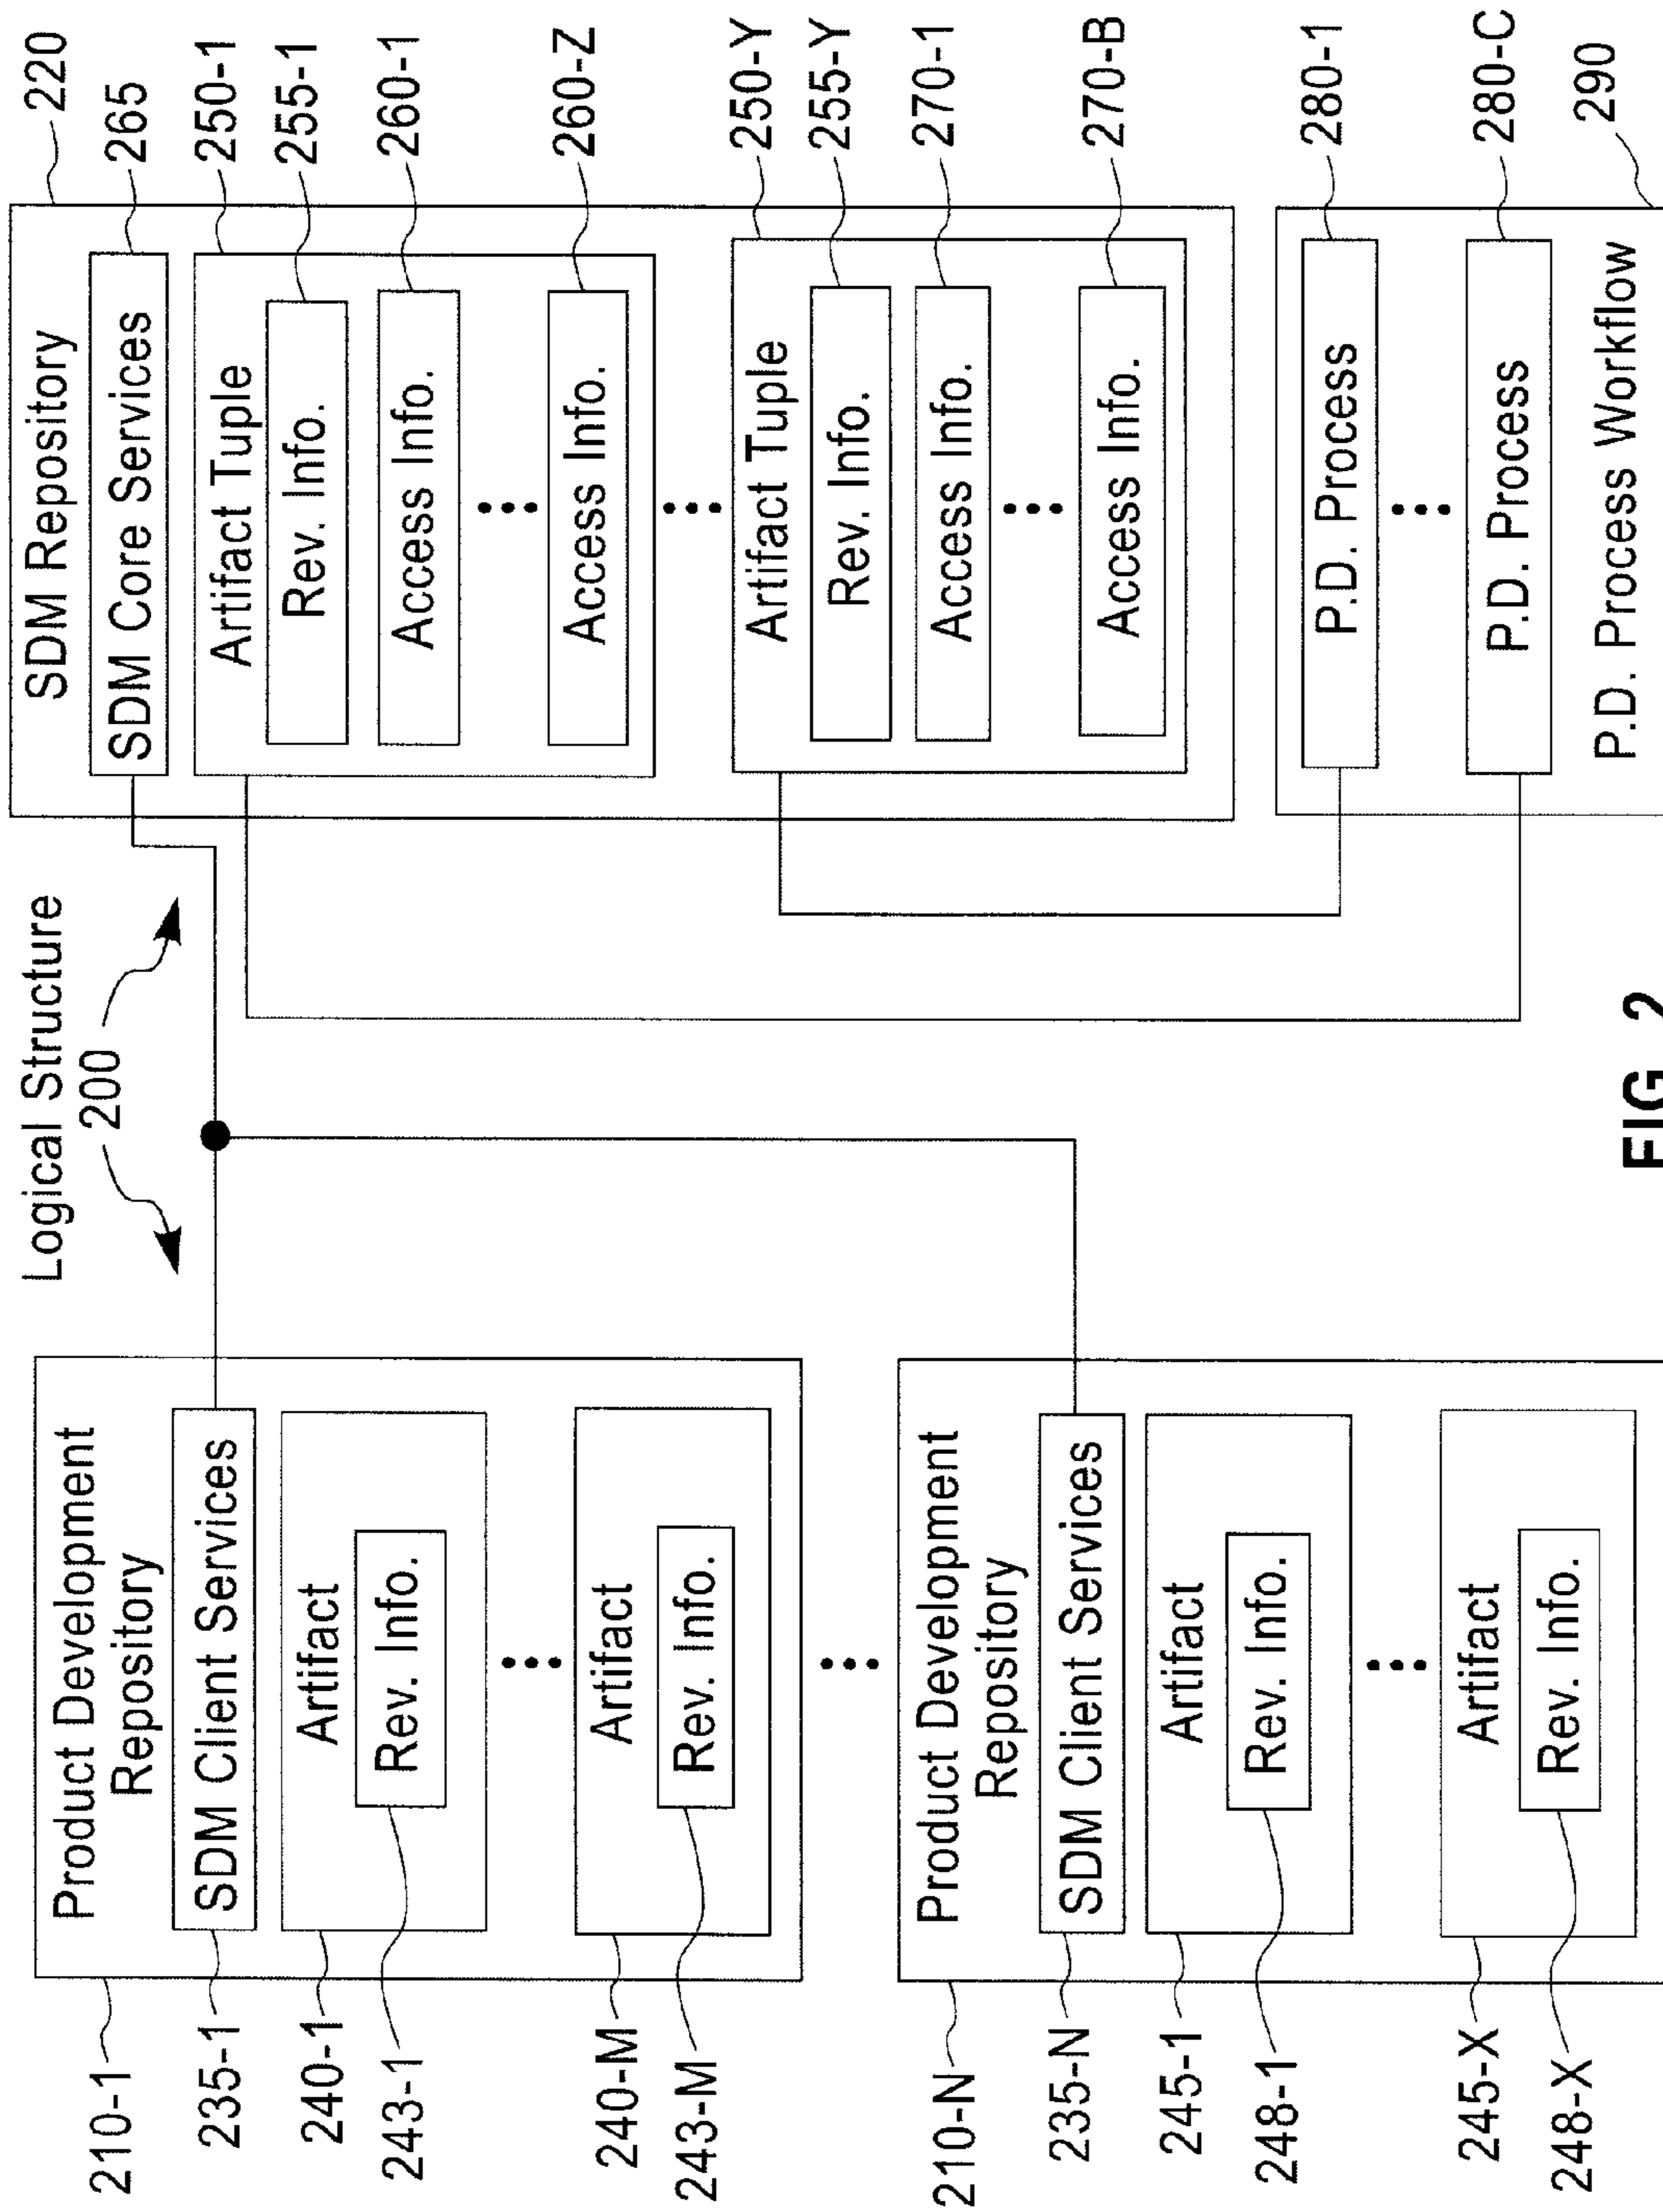 Logical Structure
200
210-1
Product Development
Repository
235-1
SDM Client Services
240-1
Artifact
243-1
Rev. Info.
240-M
Artifact
243-M
Rev. Info.
210-N
Product Development
Repository
235-N
SDM Client Services
245-1
Artifact
248-1
Rev. Info.
245-X
Artifact
248-X
Rev. Info.
SDM Repository
220
SDM Core Services
265
Artifact Tuple
250-1
Rev. Info.
255-1
Access Info.
260-1
Access Info.
260-Z
Artifact Tuple
250-Y
Rev. Info.
255-Y
Access Info.
270-1
Access Info.
270-B
P.D. Process
280-1
P.D. Process
280-C
P.D. Process Workflow
290
FIG. 2